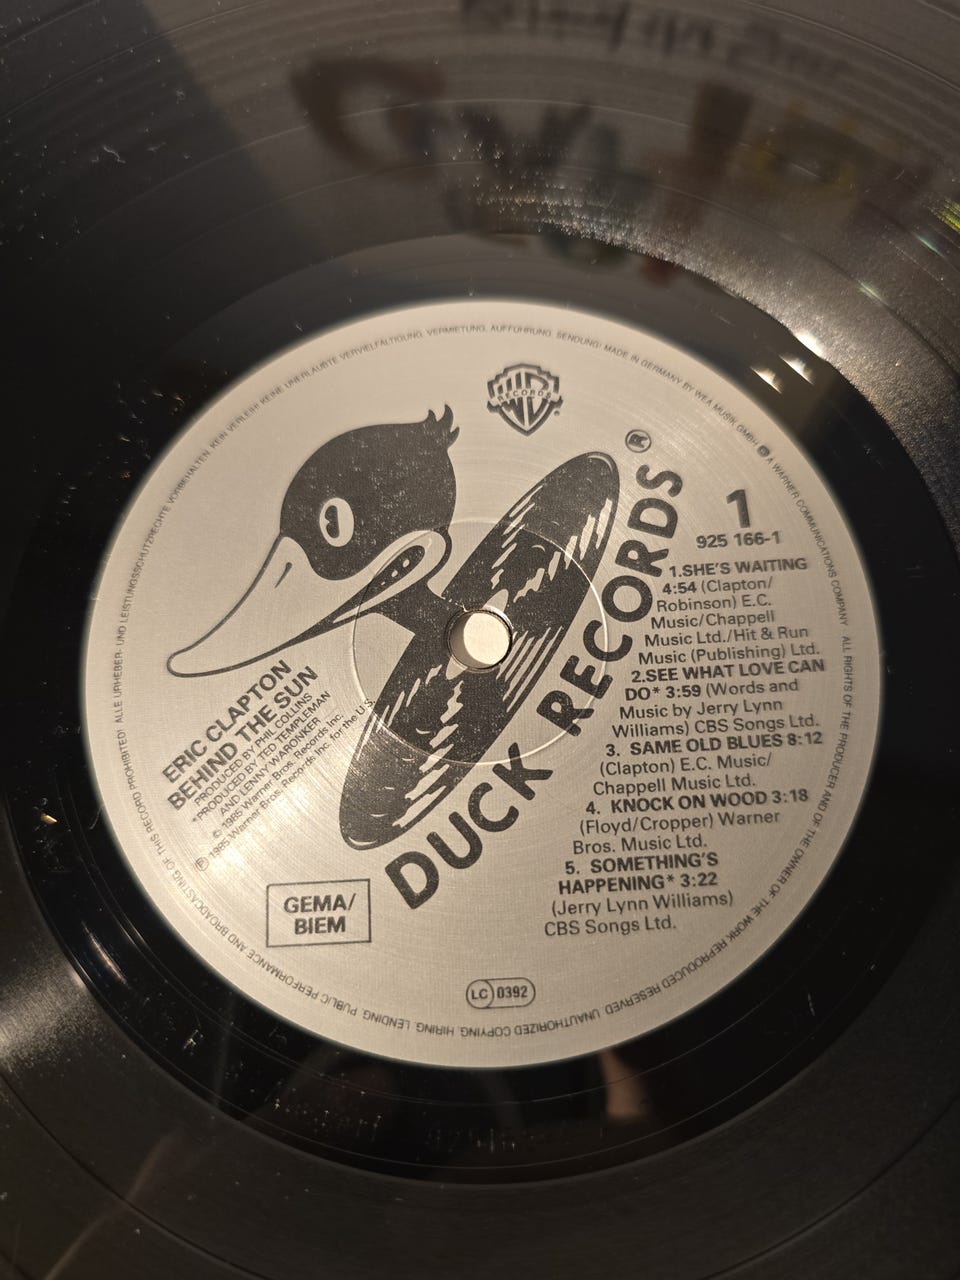 ALLE URHEBER- UND LEISTUNGSSCHUTZRECHTE VORBEHALTEN. KEIN VERLEIH! KEINE UNERLAUBTE VERVIELFÄLTIGUNG, VERMIETUNG, AUFFÜHRUNG, SENDUNG! MADE IN GERMANY BY WEA MUSIK GMBH
A WARNER COMMUNICATIONS COMPANY ALL RIGHTS OF THE PRODUCER AND OF THE OWNER OF THE WORK REPRODUCED RESERVED UNAUTHORIZED COPYING, HIRING, LENDING, PUBLIC PERFORMANCE AND BROADCASTING OF THIS RECORD PROHIBITED!
RECORDS
DUCK RECORDS®
1
925 166-1
1.SHE'S WAITING
4:54 (Clapton/
Robinson) E.C.
Music/Chappell
Music Ltd./Hit & Run
Music (Publishing) Ltd.
2.SEE WHAT LOVE CAN
DO* 3:59 (Words and
Music by Jerry Lynn
Williams) CBS Songs Ltd.
3. SAME OLD BLUES 8:12
(Clapton) E.C. Music/
Chappell Music Ltd.
4. KNOCK ON WOOD 3:18
(Floyd/Cropper) Warner
Bros. Music Ltd.
5. SOMETHING'S
HAPPENING* 3:22
(Jerry Lynn Williams)
CBS Songs Ltd.
ERIC CLAPTON
BEHIND THE SUN
PRODUCED BY PHIL COLLINS
*PRODUCED BY TED TEMPLEMAN
AND LENNY WARONKER
© 1985 Warner Bros. Records Inc.
℗ 1985 Warner Bros. Records Inc. for the U.S.
GEMA/
BIEM
LC 0392